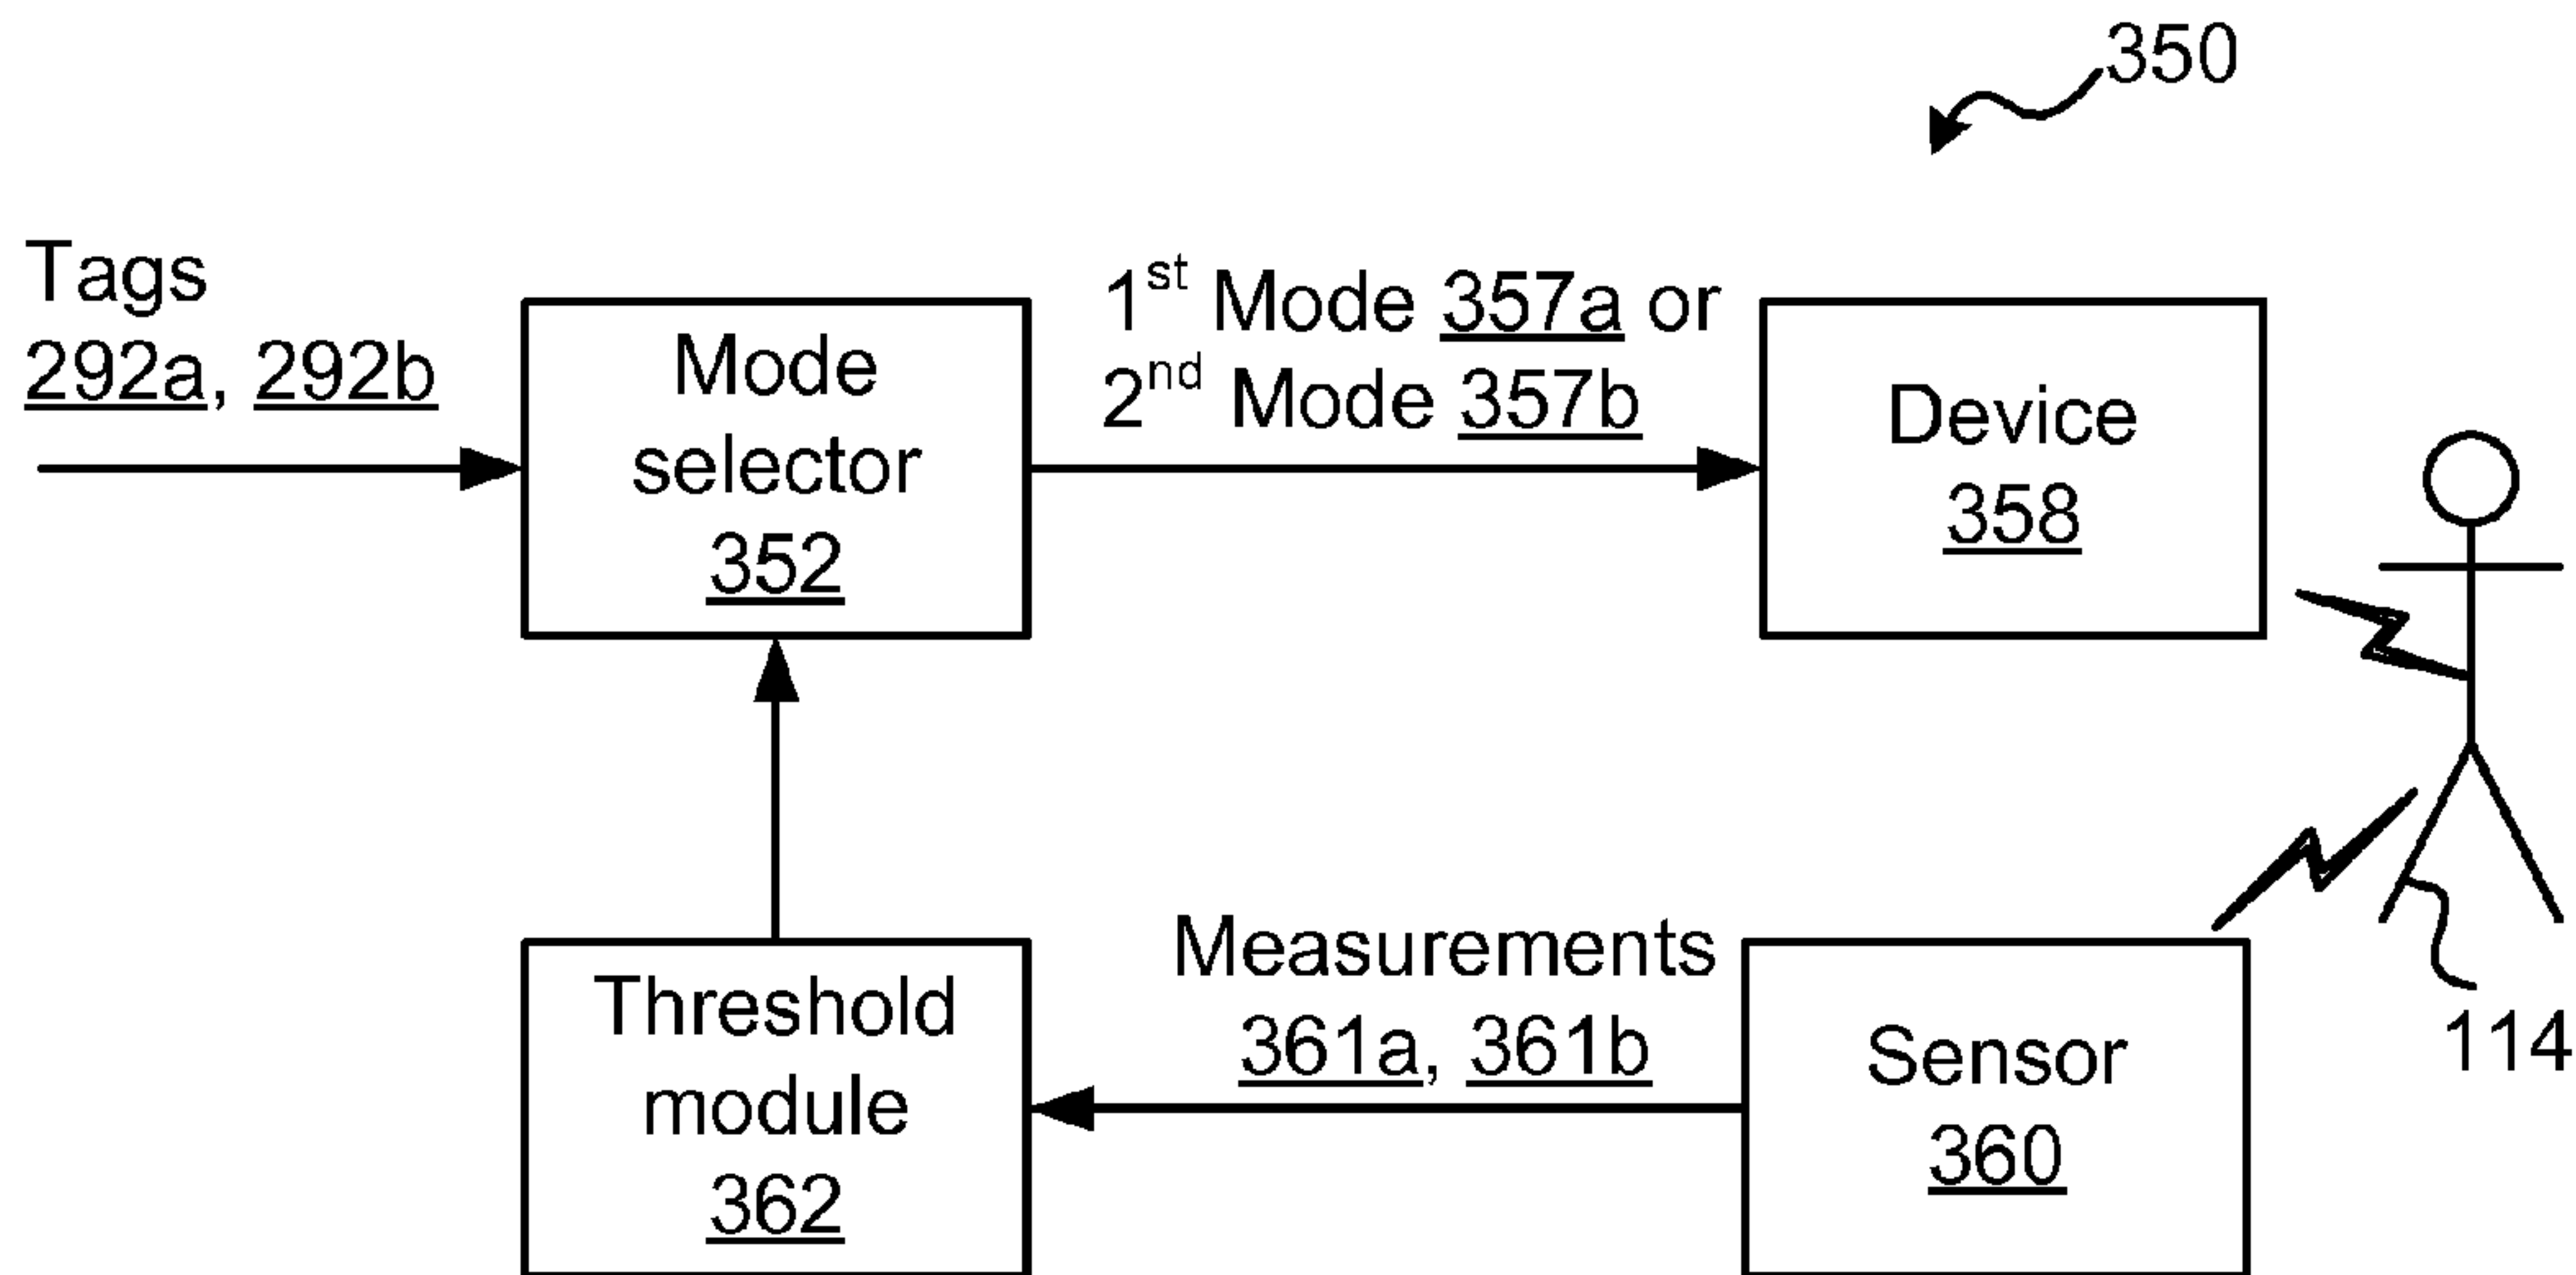 350
Tags
292a, 292b
Mode
selector
352
1st Mode 357a or
2nd Mode 357b
Device
358
Threshold
module
362
Measurements
361a, 361b
Sensor
360
114